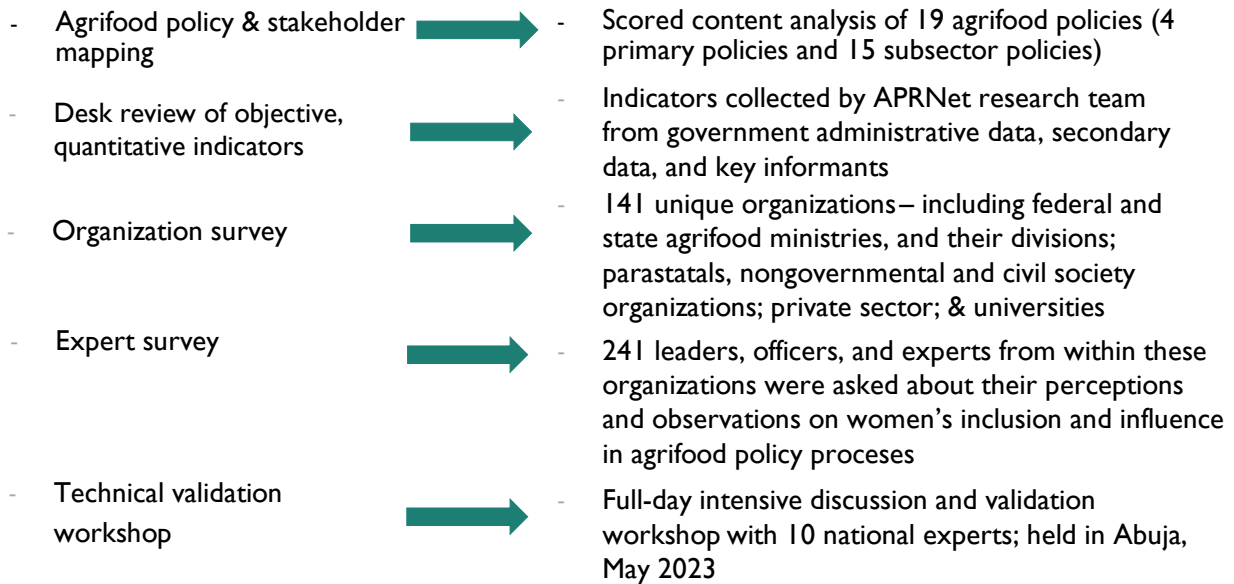 - Agrifood policy & stakeholder mapping
- Scored content analysis of 19 agrifood policies (4
primary policies and 15 subsector policies)
- Desk review of objective,
quantitative indicators
- Indicators collected by APRNet research team
from government administrative data, secondary
data, and key informants
- Organization survey
- 141 unique organizations – including federal and
state agrifood ministries, and their divisions;
parastatals, nongovernmental and civil society
organizations; private sector; & universities
- Expert survey
- 241 leaders, officers, and experts from within these
organizations were asked about their perceptions
and observations on women's inclusion and influence
in agrifood policy proceses
- Technical validation
workshop
- Full-day intensive discussion and validation
workshop with 10 national experts; held in Abuja,
May 2023